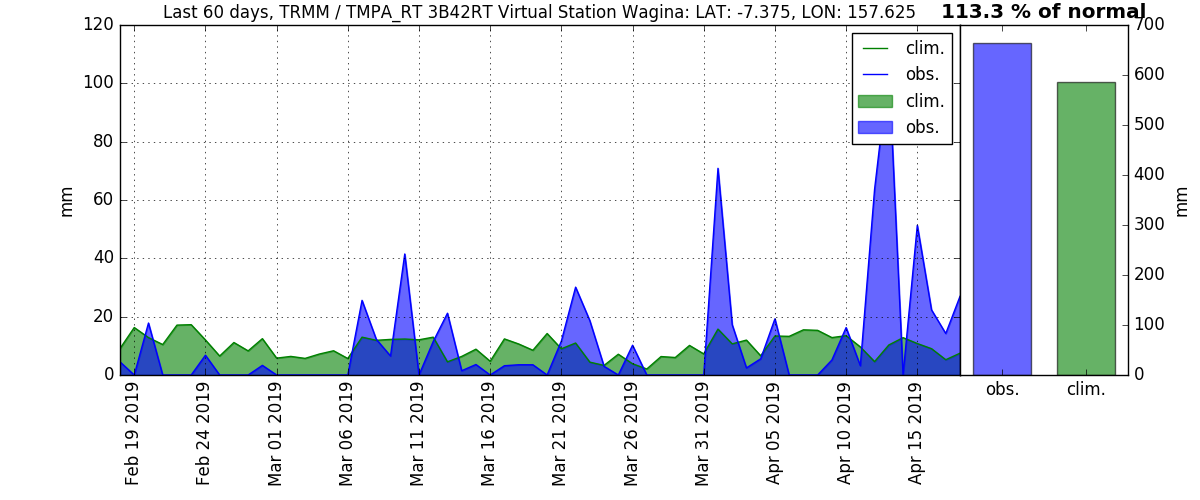 Last 60 days, TRMM / TMPA_RT 3B42RT Virtual Station Wagina: LAT: -7.375, LON: 157.625
113.3 % of normal
120
100
80
60
40
20
0
mm
clim.
obs.
clim.
obs.
Feb 19 2019
Feb 24 2019
Mar 01 2019
Mar 06 2019
Mar 11 2019
Mar 16 2019
Mar 21 2019
Mar 26 2019
Mar 31 2019
Apr 05 2019
Apr 10 2019
Apr 15 2019
obs.
clim.
700
600
500
400
300
200
100
0
mm